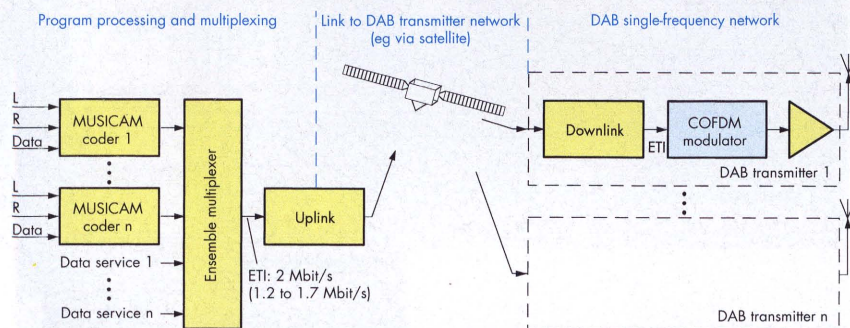 Program processing and multiplexing
Link to DAB transmitter network
(eg via satellite)
DAB single-frequency network
L
R
Data
MUSICAM
coder 1
L
R
Data
MUSICAM
coder n
Data service 1
Data service n
Ensemble multiplexer
ETI: 2 Mbit/s
(1.2 to 1.7 Mbit/s)
Uplink
Downlink
ETI
COFDM
modulator
DAB transmitter 1
DAB transmitter n